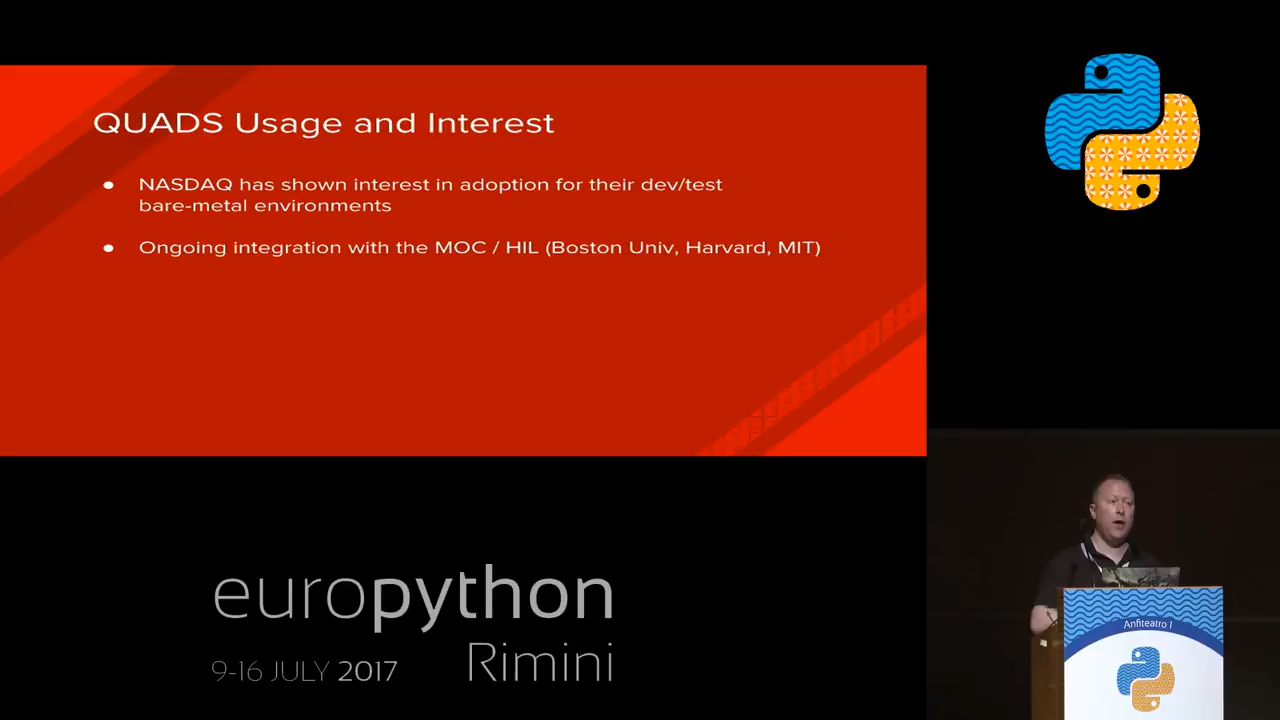 QUADS Usage and Interest
● NASDAQ has shown interest in adoption for their dev/test
bare-metal environments
● Ongoing integration with the MOC / HIL (Boston Univ, Harvard, MIT)
europython
Rimini
9-16 JULY 2017
Anfiteatro I